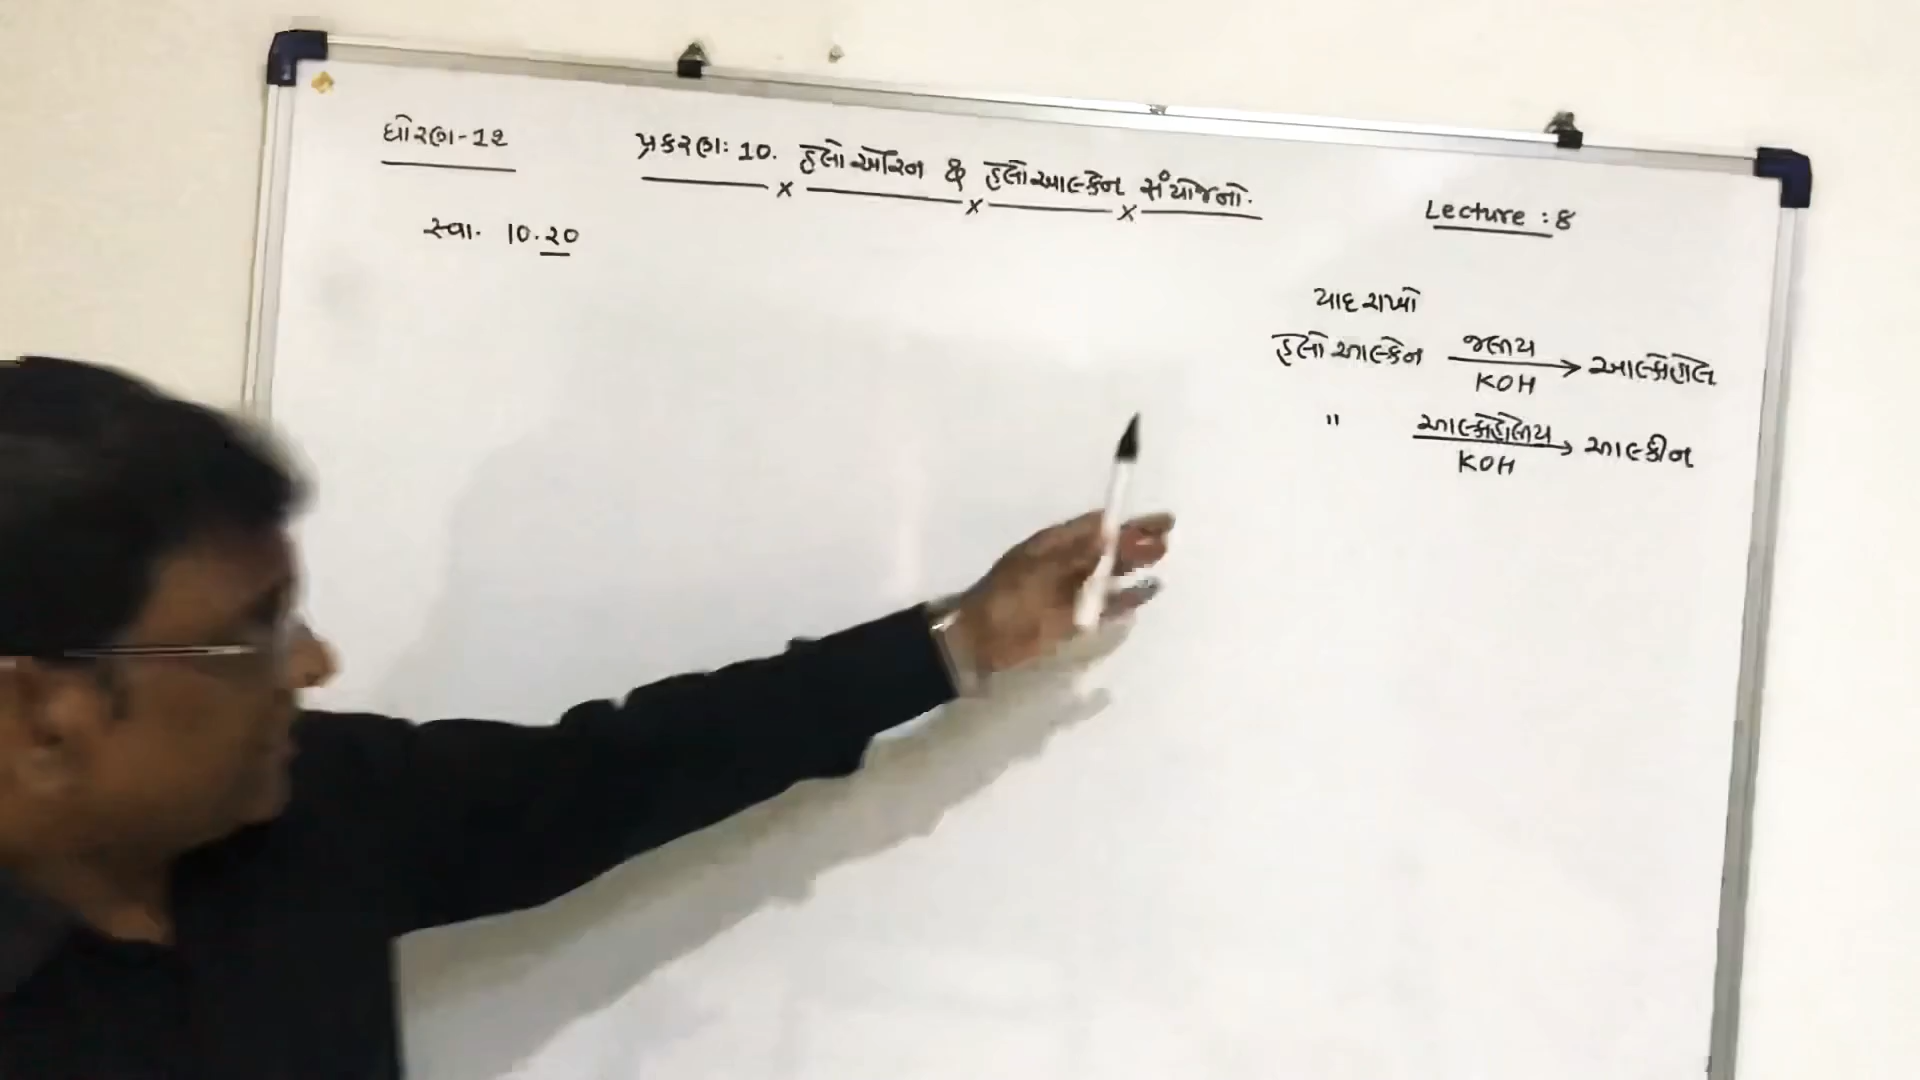 ધોરણ-૧૨
પ્રકરણ: 10. હેલોએરિન & હેલોઆલ્કેન સંયોજનો.
Lecture : 8
સ્વા. 10.20
યાદ રાખો
હેલોઆલ્કેન જલીય KOH → આલ્કોહોલ
" આલ્કોહોલીય KOH → આલ્કીન